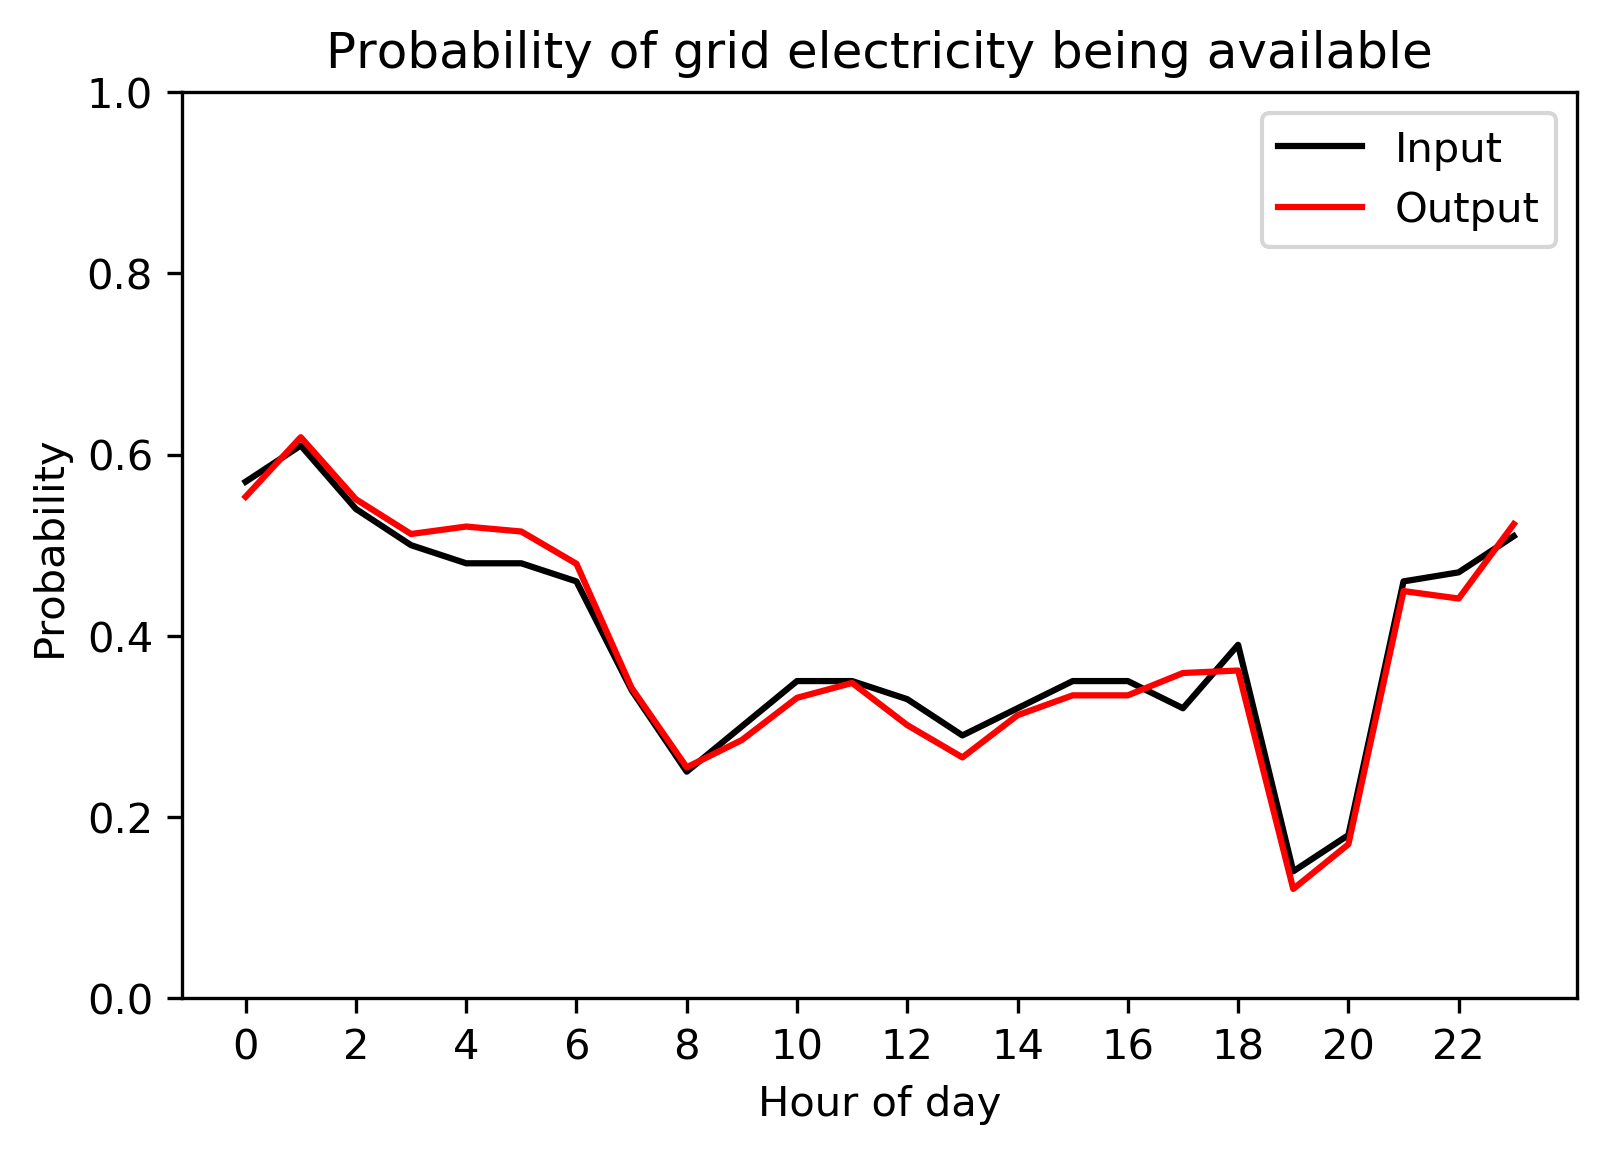 Probability of grid electricity being available
1.0
0.8
0.6
0.4
0.2
0.0
Probability
Input
Output
0 2 4 6 8 10 12 14 16 18 20 22
Hour of day